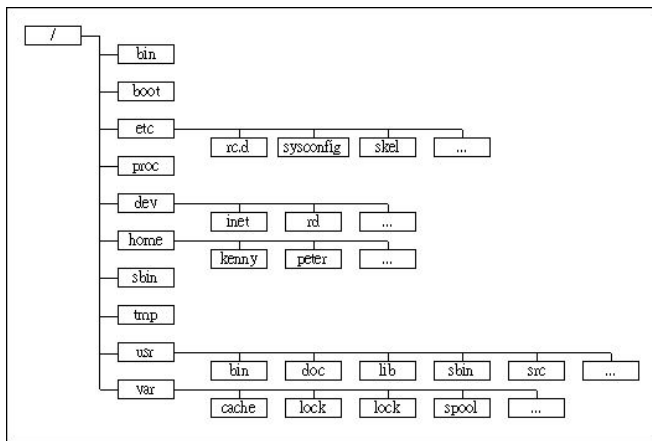 /
bin
boot
etc
rc.d sysconfig skel ...
proc
dev
inet rd ...
home
kenny peter ...
sbin
tmp
usr
bin doc lib sbin src ...
var
cache lock lock spool ...